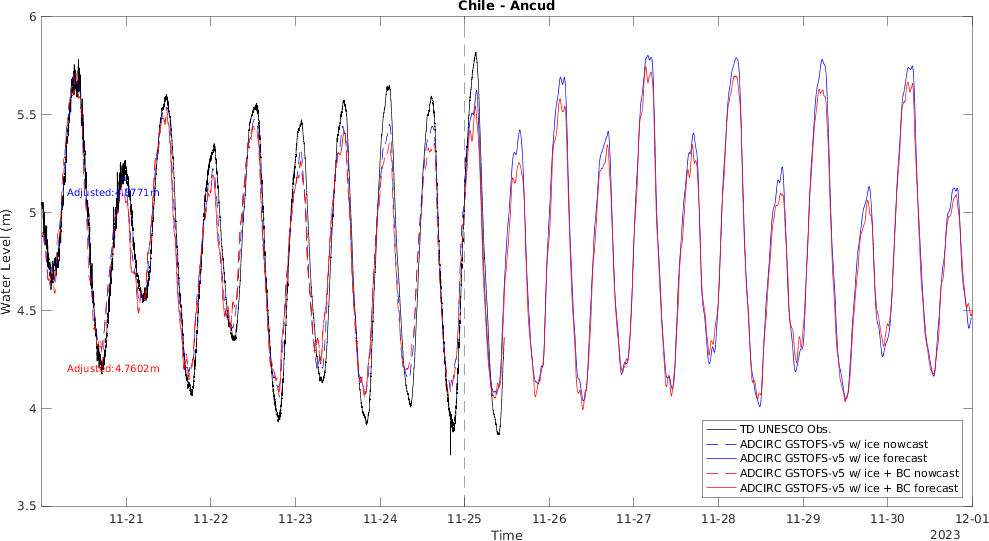 Chile - Ancud
6
5.5
5
4.5
4
3.5
Water Level (m)
Adjusted:4.7602m
TD UNESCO Obs.
ADCIRC GSTOFS-v5 w/ ice nowcast
ADCIRC GSTOFS-v5 w/ ice forecast
ADCIRC GSTOFS-v5 w/ ice + BC nowcast
ADCIRC GSTOFS-v5 w/ ice + BC forecast
11-21
11-22
11-23
11-24
11-25
11-26
11-27
11-28
11-29
11-30
12-01
Time
2023